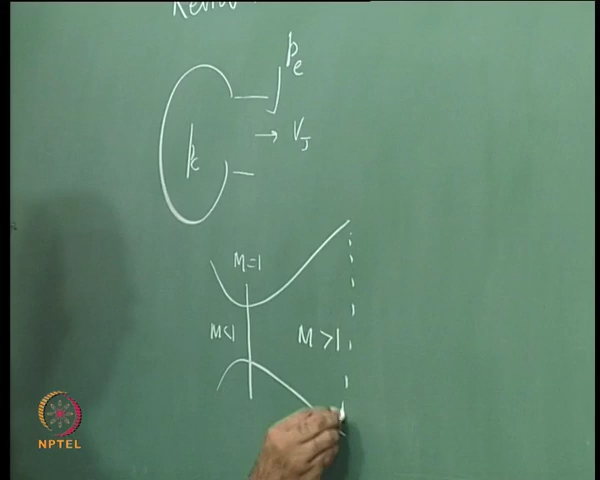 p_e
p_c
→ V_J
M=1
M<1
M>1
NPTEL